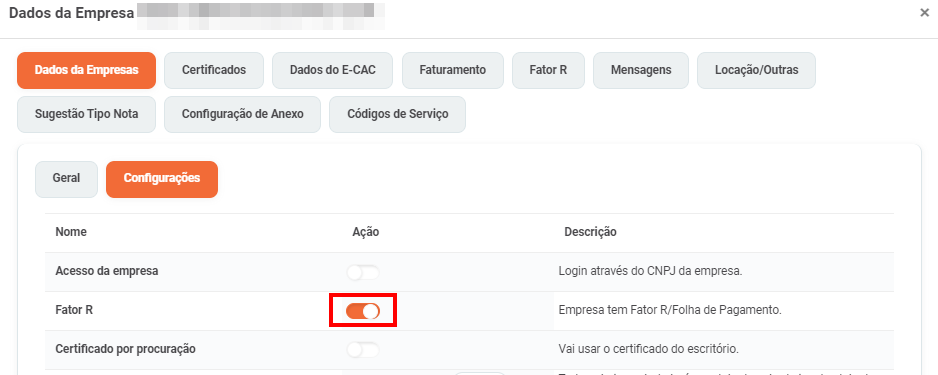 Dados da Empresa
×
Dados da Empresas Certificados Dados do E-CAC Faturamento Fator R Mensagens Locação/Outras
Sugestão Tipo Nota Configuração de Anexo Códigos de Serviço
Geral Configurações
Nome Ação Descrição
Acesso da empresa Login através do CNPJ da empresa.
Fator R Empresa tem Fator R/Folha de Pagamento.
Certificado por procuração Vai usar o certificado do escritório.